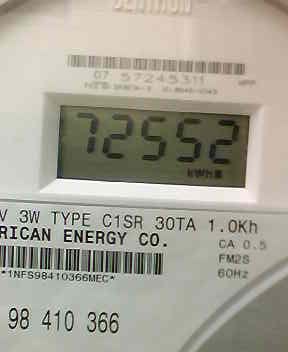 07 57245311
72552
kWh
V 3W TYPE C1SR 30TA 1.0Kh
RICAN ENERGY CO.
CA 0.5
FM2S
60Hz
*1NFS98410366MEC*
98 410 366